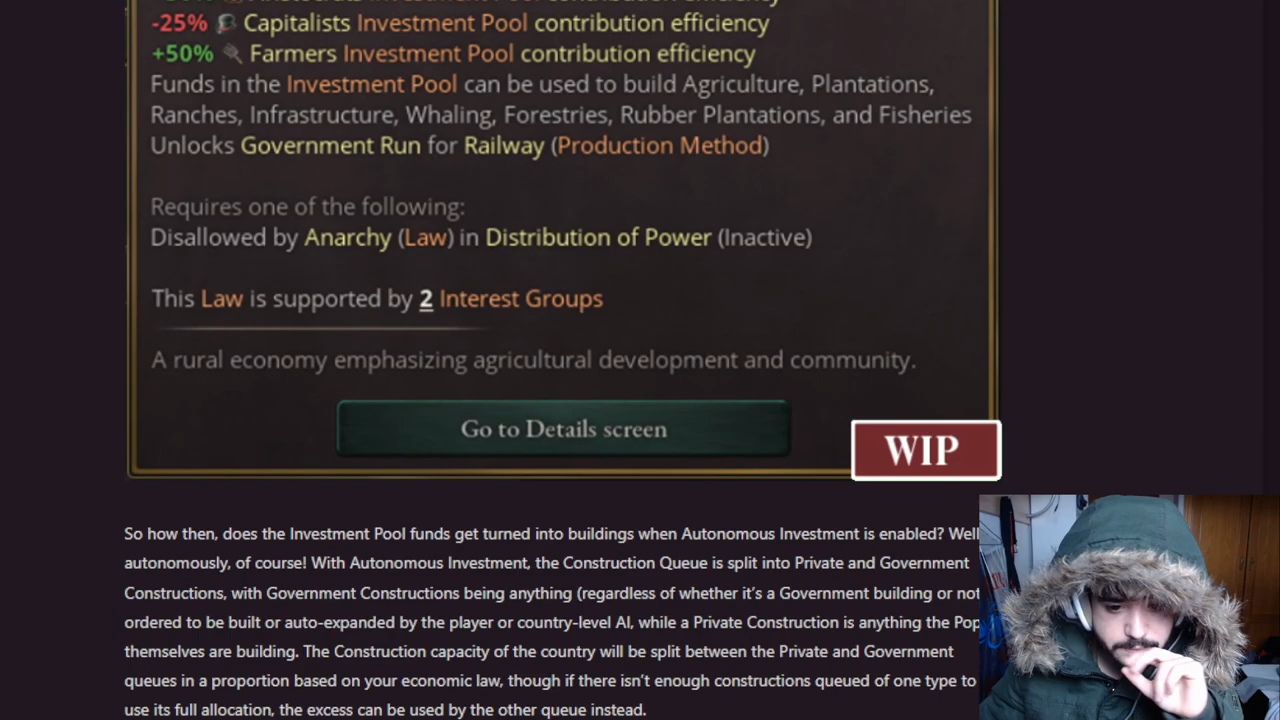 Investment Pool contribution efficiency
-25% Capitalists Investment Pool contribution efficiency
+50% Farmers Investment Pool contribution efficiency
Funds in the Investment Pool can be used to build Agriculture, Plantations,
Ranches, Infrastructure, Whaling, Forestries, Rubber Plantations, and Fisheries
Unlocks Government Run for Railway (Production Method)
Requires one of the following:
Disallowed by Anarchy (Law) in Distribution of Power (Inactive)
This Law is supported by 2 Interest Groups
A rural economy emphasizing agricultural development and community.
Go to Details screen
WIP
So how then, does the Investment Pool funds get turned into buildings when Autonomous Investment is enabled? Well
autonomously, of course! With Autonomous Investment, the Construction Queue is split into Private and Government
Constructions, with Government Constructions being anything (regardless of whether it's a Government building or not
ordered to be built or auto-expanded by the player or country-level AI, while a Private Construction is anything the Pop
themselves are building. The Construction capacity of the country will be split between the Private and Government
queues in a proportion based on your economic law, though if there isn't enough constructions queued of one type to
use its full allocation, the excess can be used by the other queue instead.